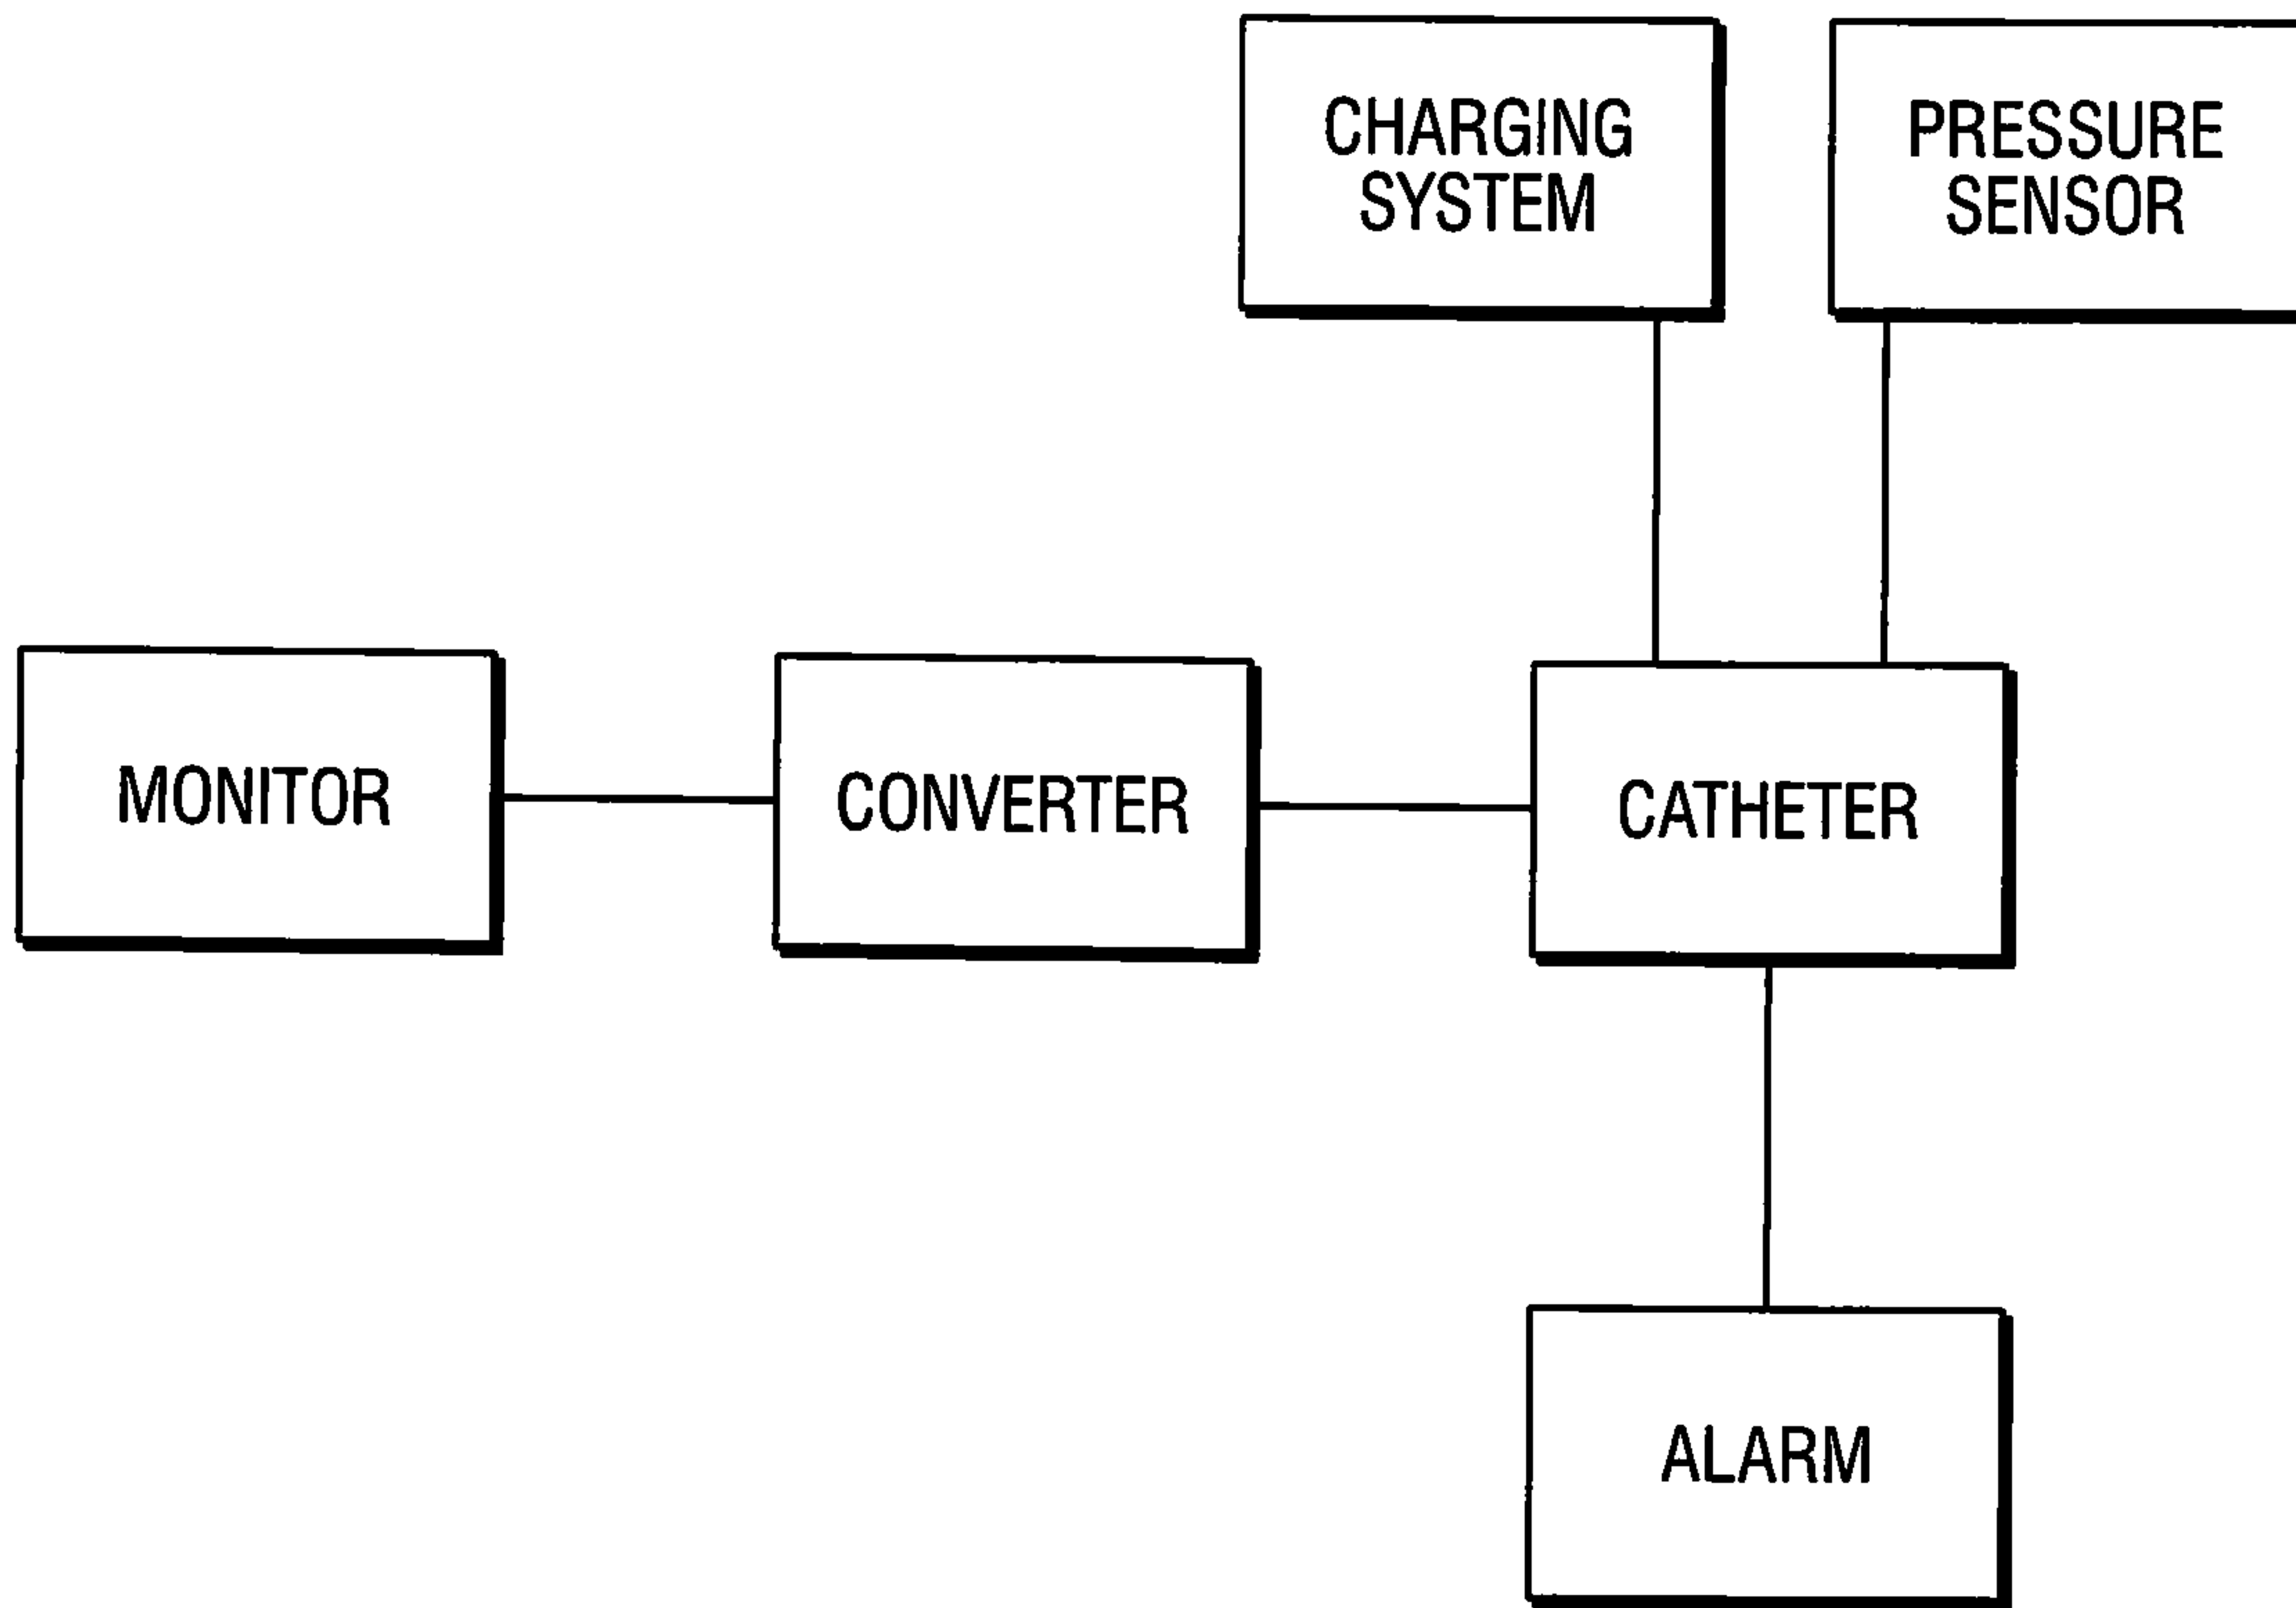 CHARGING
SYSTEM
PRESSURE
SENSOR
MONITOR
CONVERTER
CATHETER
ALARM